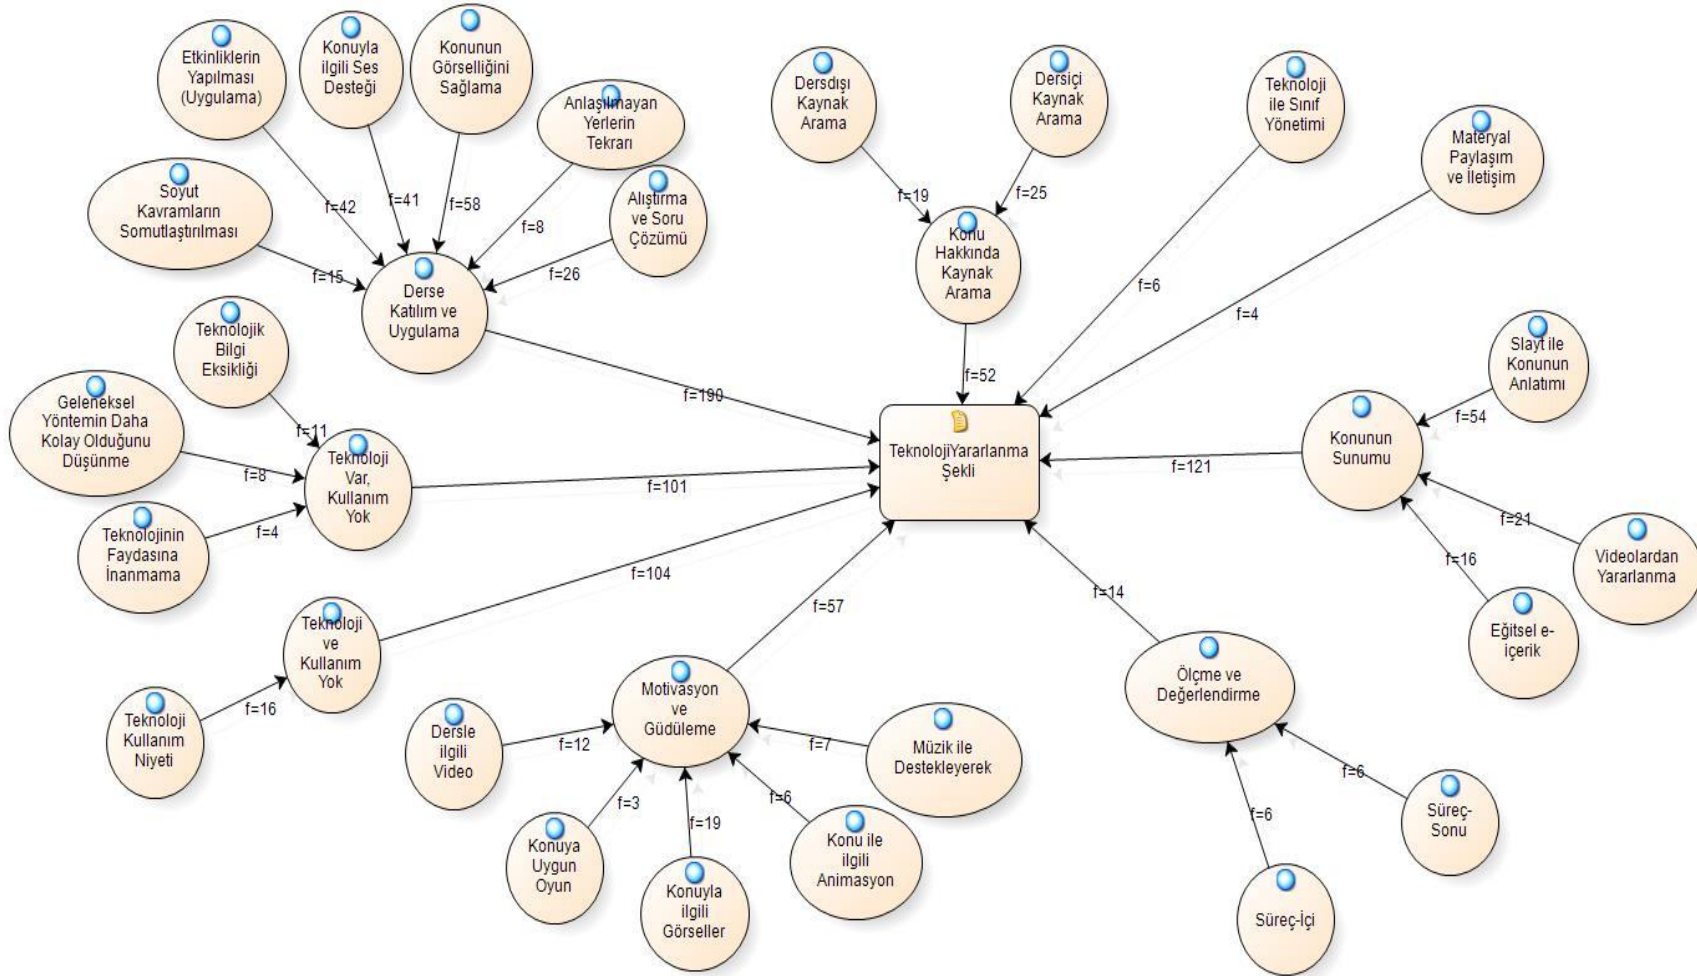 Etkinliklerin
Yapılması
(Uygulama)
Konuyla
ilgili Ses
Desteği
Konunun
Görselliğini
Sağlama
Anlaşılmayan
Yerlerin
Tekrarı
Soyut
Kavramların
Somutlaştırılması
Alıştırma
ve Soru
Çözümü
f=42
f=41
f=58
f=8
f=15
f=26
Derse
Katılım ve
Uygulama
f=190
Dersdışı
Kaynak
Arama
Dersiçi
Kaynak
Arama
f=19
f=25
Konu
Hakkında
Kaynak
Arama
f=52
Teknoloji
ile Sınıf
Yönetimi
f=6
Materyal
Paylaşım
ve İletişim
f=4
Teknolojik
Bilgi
Eksikliği
f=11
Geleneksel
Yöntemin Daha
Kolay Olduğunu
Düşünme
f=8
Teknolojinin
Faydasına
İnanmama
f=4
Teknoloji
Var,
Kullanım
Yok
f=101
TeknolojiYararlanma
Şekli
Slayt ile
Konunun
Anlatımı
f=54
Konunun
Sunumu
f=121
f=21
Videolardan
Yararlanma
f=16
Eğitsel e-
içerik
Teknoloji
ve
Kullanım
Yok
f=104
Teknoloji
Kullanım
Niyeti
f=16
Motivasyon
ve
Güdüleme
f=57
Dersle
ilgili
Video
f=12
Konuya
Uygun
Oyun
f=3
Konuyla
ilgili
Görseller
f=19
Konu ile
ilgili
Animasyon
f=6
Müzik ile
Destekleyerek
f=7
Ölçme ve
Değerlendirme
f=14
Süreç-İçi
f=6
Süreç-
Sonu
f=6